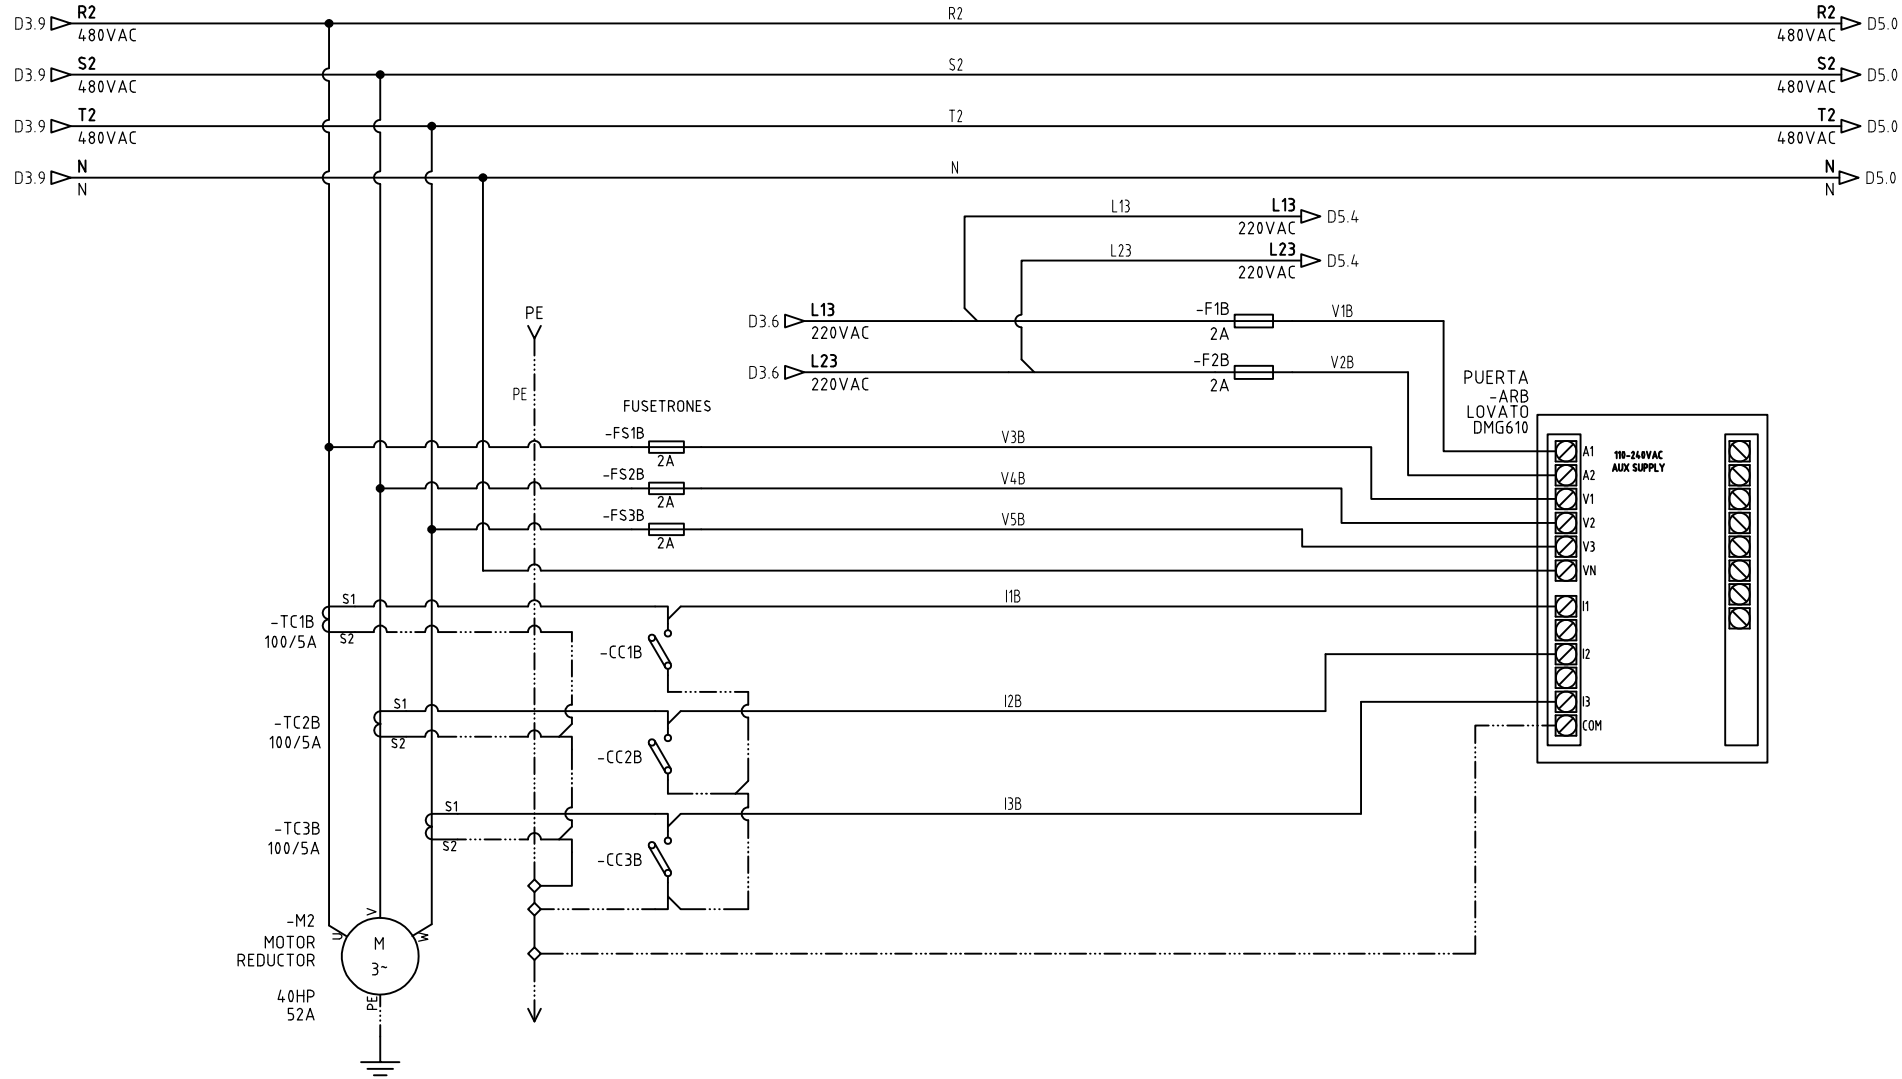 D3.9 R2 R2 R2 D5.0
480VAC 480VAC
D3.9 S2 S2 S2 D5.0
480VAC 480VAC
D3.9 T2 T2 T2 D5.0
480VAC 480VAC
D3.9 N N N D5.0
N N
L13 L13 D5.4
220VAC
L23 L23 D5.4
220VAC
D3.6 L13 -F1B V1B
220VAC 2A
D3.6 L23 -F2B V2B
220VAC 2A
PE
PE
FUSETRONES
-FS1B V3B
2A
-FS2B V4B
2A
-FS3B V5B
2A
PUERTA
-ARB
LOVATO
DMG610
110-240VAC
AUX SUPPLY
A1
A2
V1
V2
V3
VN
I1
I2
I3
COM
S1 I1B
-TC1B
100/5A
S2
-CC1B
S1 I2B
-TC2B
100/5A
S2
-CC2B
S1 I3B
-TC3B
100/5A
S2
-CC3B
-M2
MOTOR
REDUCTOR
40HP
52A
U
V
W
M
3~
PE